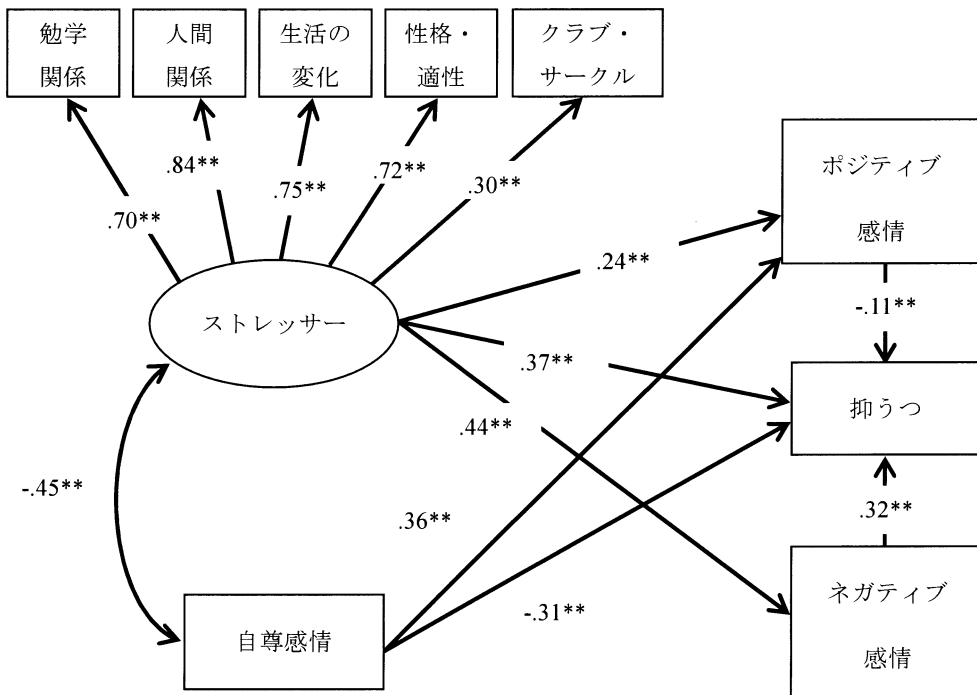 勉学
関係
人間
関係
生活の
変化
性格・
適性
クラブ・
サークル
.70**
.84**
.75**
.72**
.30**
ポジティブ
感情
.24**
-.11**
ストレッサー
.37**
抑うつ
.44**
-.45**
.36**
.32**
-.31**
自尊感情
ネガティブ
感情